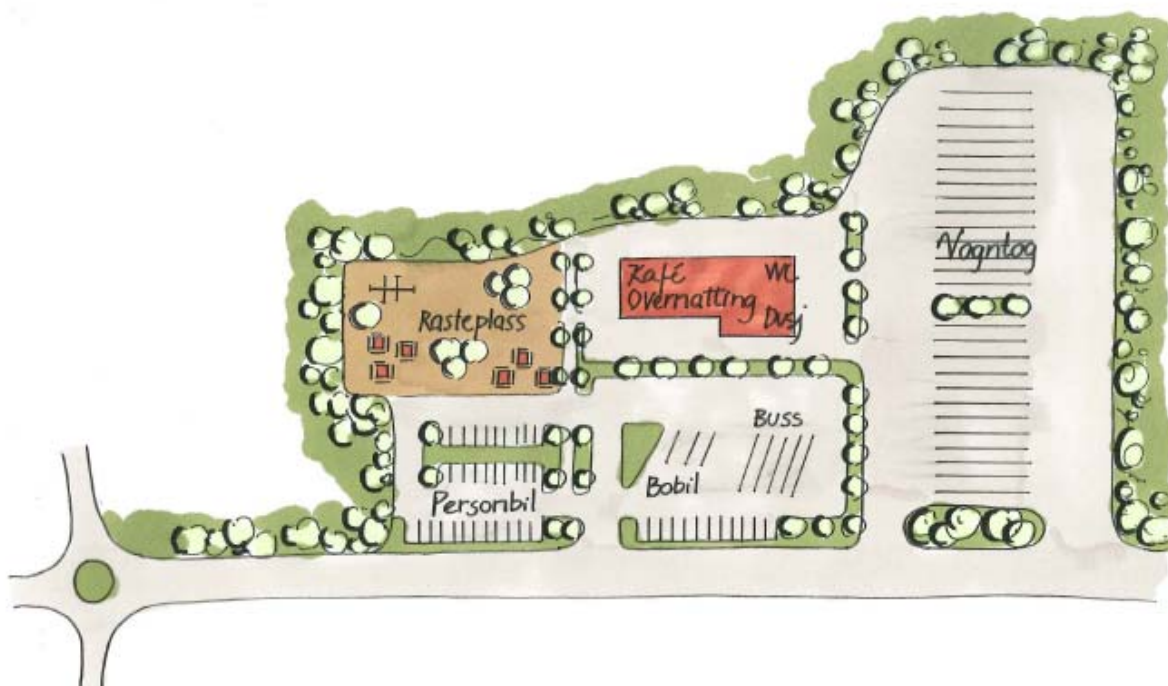 Vogntog
Kafé
Overnatting
WC
Dusj
Rasteplass
Buss
Bobil
Personbil